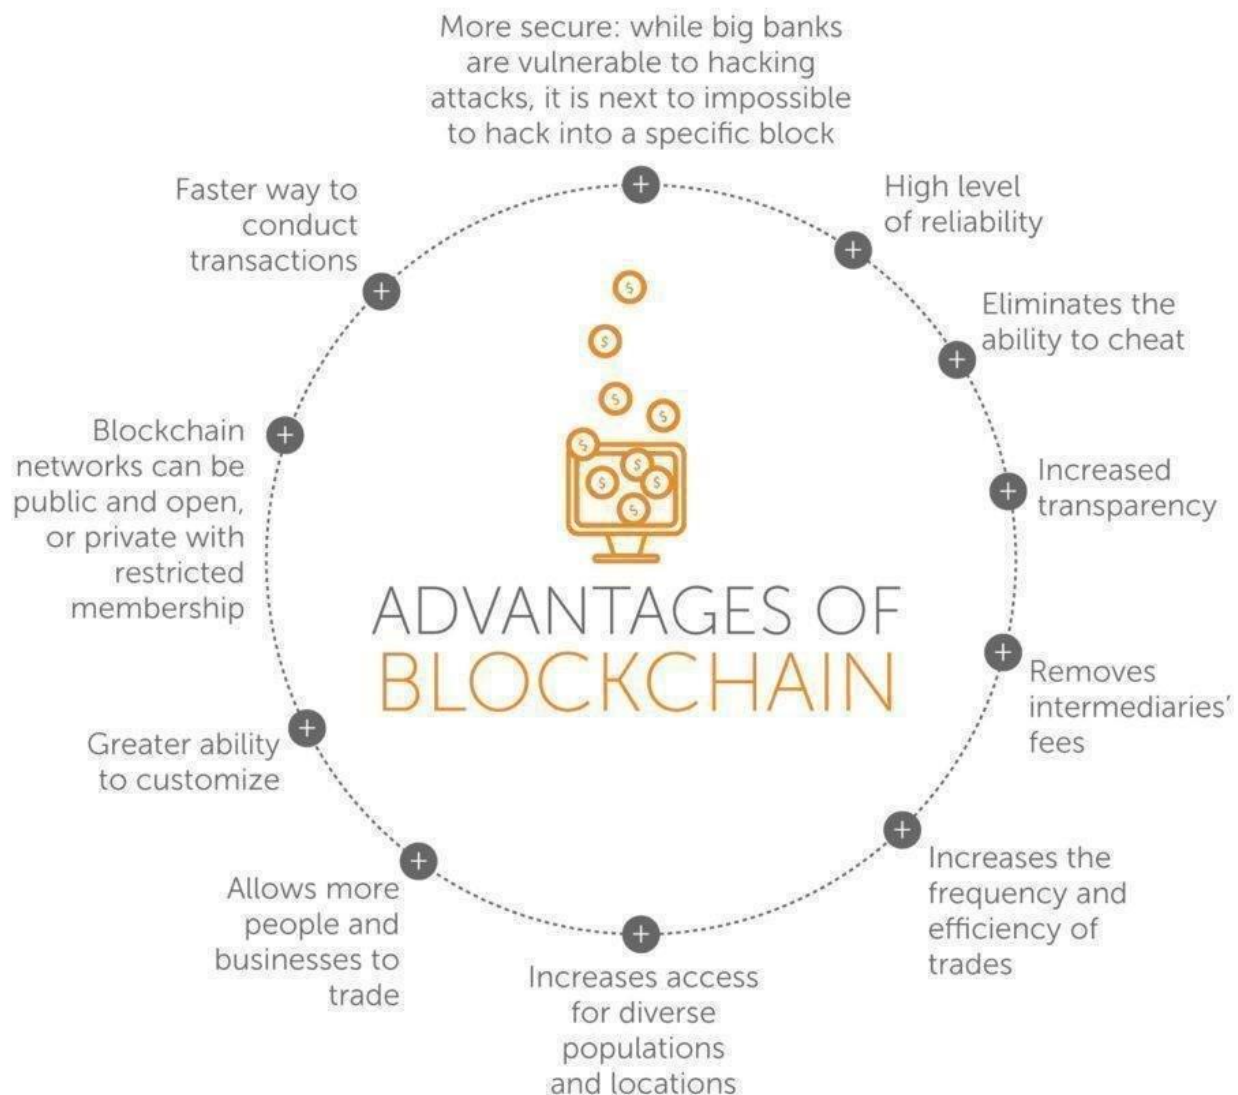 More secure: while big banks
are vulnerable to hacking
attacks, it is next to impossible
to hack into a specific block
High level
of reliability
Eliminates the
ability to cheat
Increased
transparency
Removes
intermediaries’
fees
Increases the
frequency and
efficiency of
trades
Increases access
for diverse
populations
and locations
Allows more
people and
businesses to
trade
Greater ability
to customize
Blockchain
networks can be
public and open,
or private with
restricted
membership
Faster way to
conduct
transactions
ADVANTAGES OF
BLOCKCHAIN